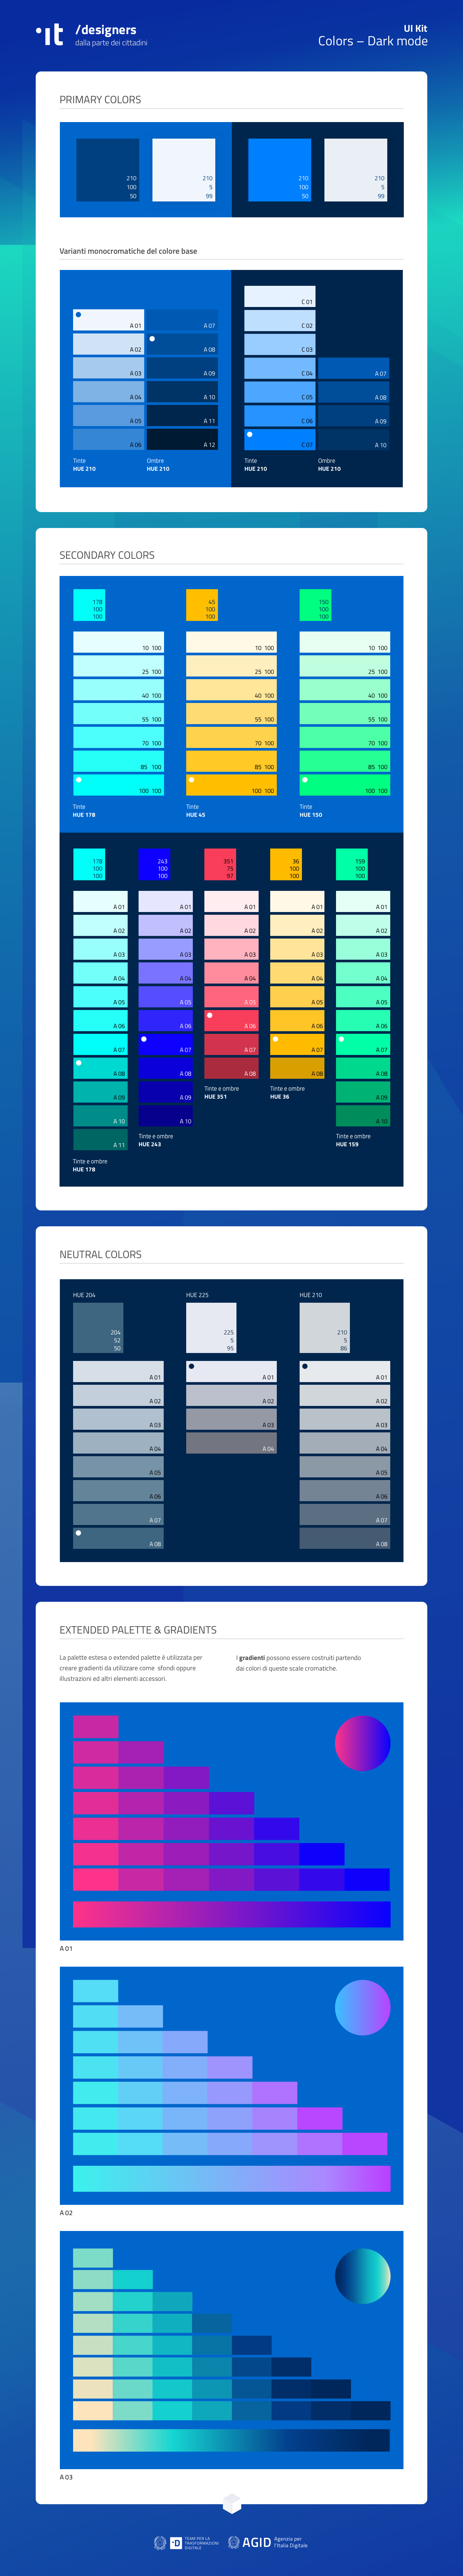 it
/designers
dalla parte dei cittadini
UI Kit
Colors – Dark mode
PRIMARY COLORS
210
100
50
210
5
95
210
100
50
210
5
99
Varianti monocromatiche del colore base
A 01
A 02
A 03
A 04
A 05
A 06
Tinte
HUE 210
A 07
A 08
A 09
A 10
A 11
A 12
Ombre
HUE 210
C 01
C 02
C 03
C 04
C 05
C 06
C 07
Tinte
HUE 210
A 07
A 08
A 09
A 10
Ombre
HUE 210
SECONDARY COLORS
178
100
100
10 100
25 100
40 100
55 100
70 100
85 100
100 100
Tinte
HUE 178
45
100
100
10 100
25 100
40 100
55 100
70 100
85 100
100 100
Tinte
HUE 45
150
100
100
10 100
25 100
40 100
55 100
70 100
85 100
100 100
Tinte
HUE 150
178
100
100
A 01
A 02
A 03
A 04
A 05
A 06
A 07
A 08
A 09
A 10
A 11
Tinte e ombre
HUE 178
243
100
100
A 01
A 02
A 03
A 04
A 05
A 06
A 07
A 08
A 09
A 10
Tinte e ombre
HUE 243
351
75
97
A 01
A 02
A 03
A 04
A 05
A 06
A 07
A 08
Tinte e ombre
HUE 351
36
100
100
A 01
A 02
A 03
A 04
A 05
A 06
A 07
A 08
Tinte e ombre
HUE 36
159
100
100
A 01
A 02
A 03
A 04
A 05
A 06
A 07
A 08
A 09
A 10
Tinte e ombre
HUE 159
NEUTRAL COLORS
HUE 204
204
52
50
A 01
A 02
A 03
A 04
A 05
A 06
A 07
A 08
HUE 225
225
5
95
A 01
A 02
A 03
A 04
HUE 210
210
5
86
A 01
A 02
A 03
A 04
A 05
A 06
A 07
A 08
EXTENDED PALETTE & GRADIENTS
La palette estesa o extended palette è utilizzata per
creare gradienti da utilizzare come sfondi oppure
illustrazioni ed altri elementi accessori.
I gradienti possono essere costruiti partendo
dai colori di queste scale cromatiche.
A 01
A 02
A 03
D
TEAM PER LA
TRASFORMAZIONE
DIGITALE
AGID
Agenzia per
l'Italia Digitale